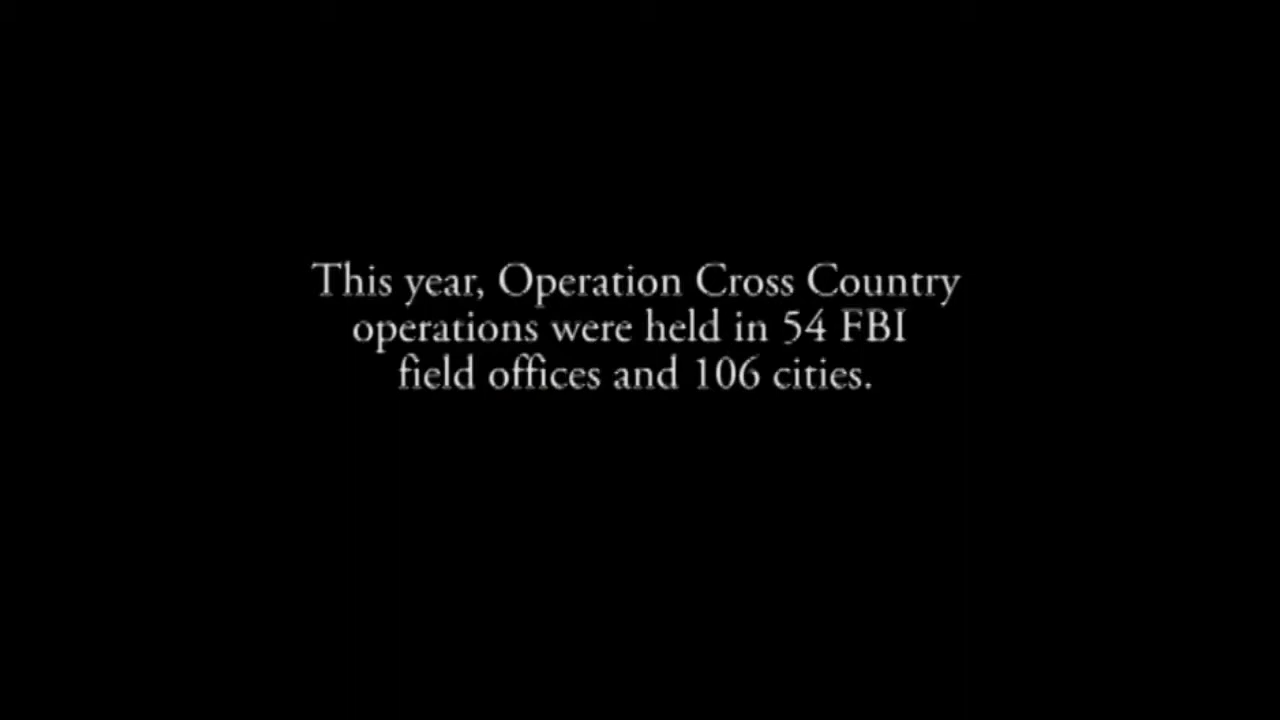 This year, Operation Cross Country
operations were held in 54 FBI
field offices and 106 cities.